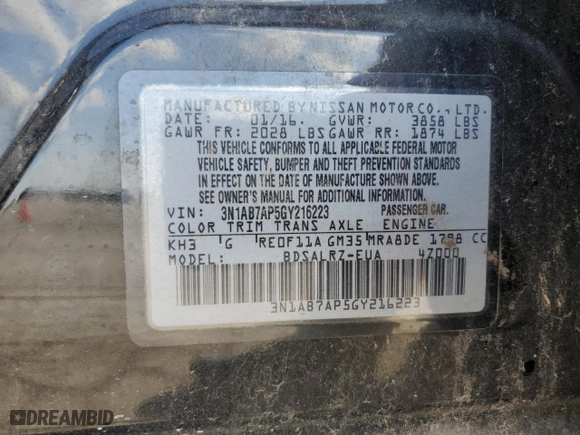 MANUFACTURED BY NISSAN MOTOR CO., LTD.
DATE: 01/16. GVWR: 3858 LBS
GAWR FR: 2028 LBS GAWR RR: 1874 LBS
THIS VEHICLE CONFORMS TO ALL APPLICABLE FEDERAL MOTOR
VEHICLE SAFETY, BUMPER AND THEFT PREVENTION STANDARDS
IN EFFECT ON THE DATE OF MANUFACTURE SHOWN ABOVE.
SEE OWNER'S MANUAL FOR ADDITIONAL INFORMATION.
VIN: 3N1AB7AP5GY216223 PASSENGER CAR.
COLOR TRIM TRANS AXLE ENGINE
KH3 G RE0F11A GM35 MRA8DE 1798 CC
MODEL: BDSALRZ-EUA 4Z000
3N1AB7AP5GY216223
DREAMBID